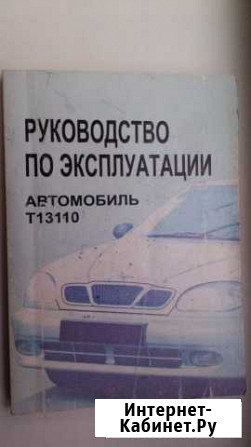 РУКОВОДСТВО
ПО ЭКСПЛУАТАЦИИ
АВТОМОБИЛЬ
Т13110
Интернет-
Кабинет.Ру